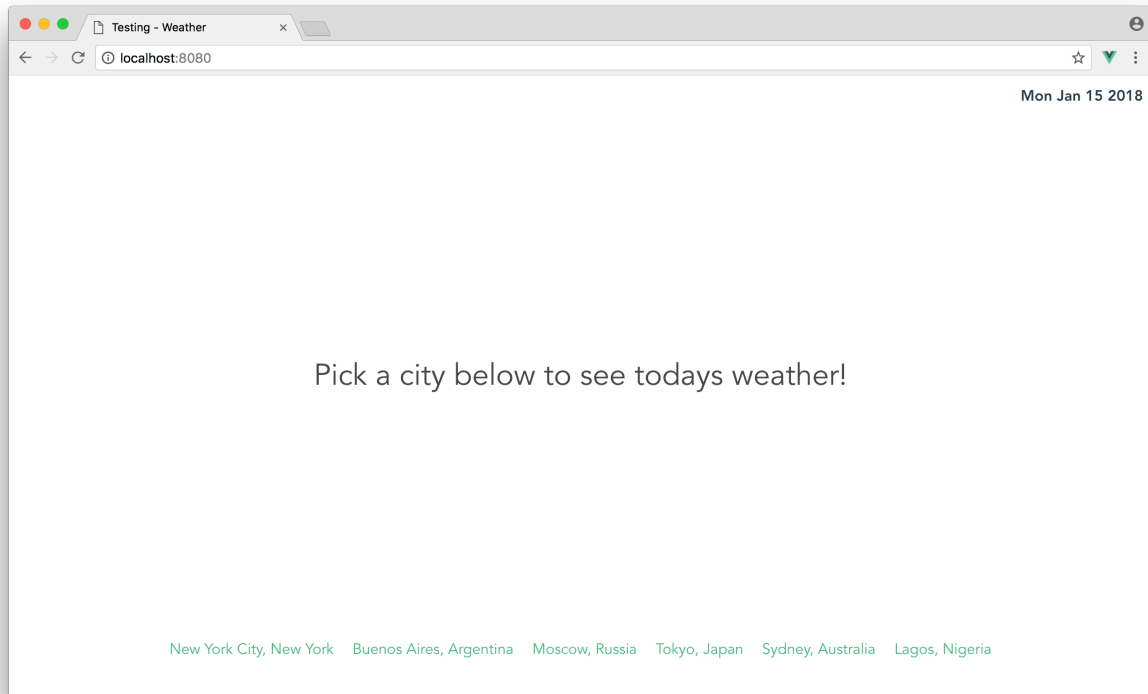 Testing - Weather
localhost:8080
Mon Jan 15 2018
Pick a city below to see todays weather!
New York City, New York Buenos Aires, Argentina Moscow, Russia Tokyo, Japan Sydney, Australia Lagos, Nigeria